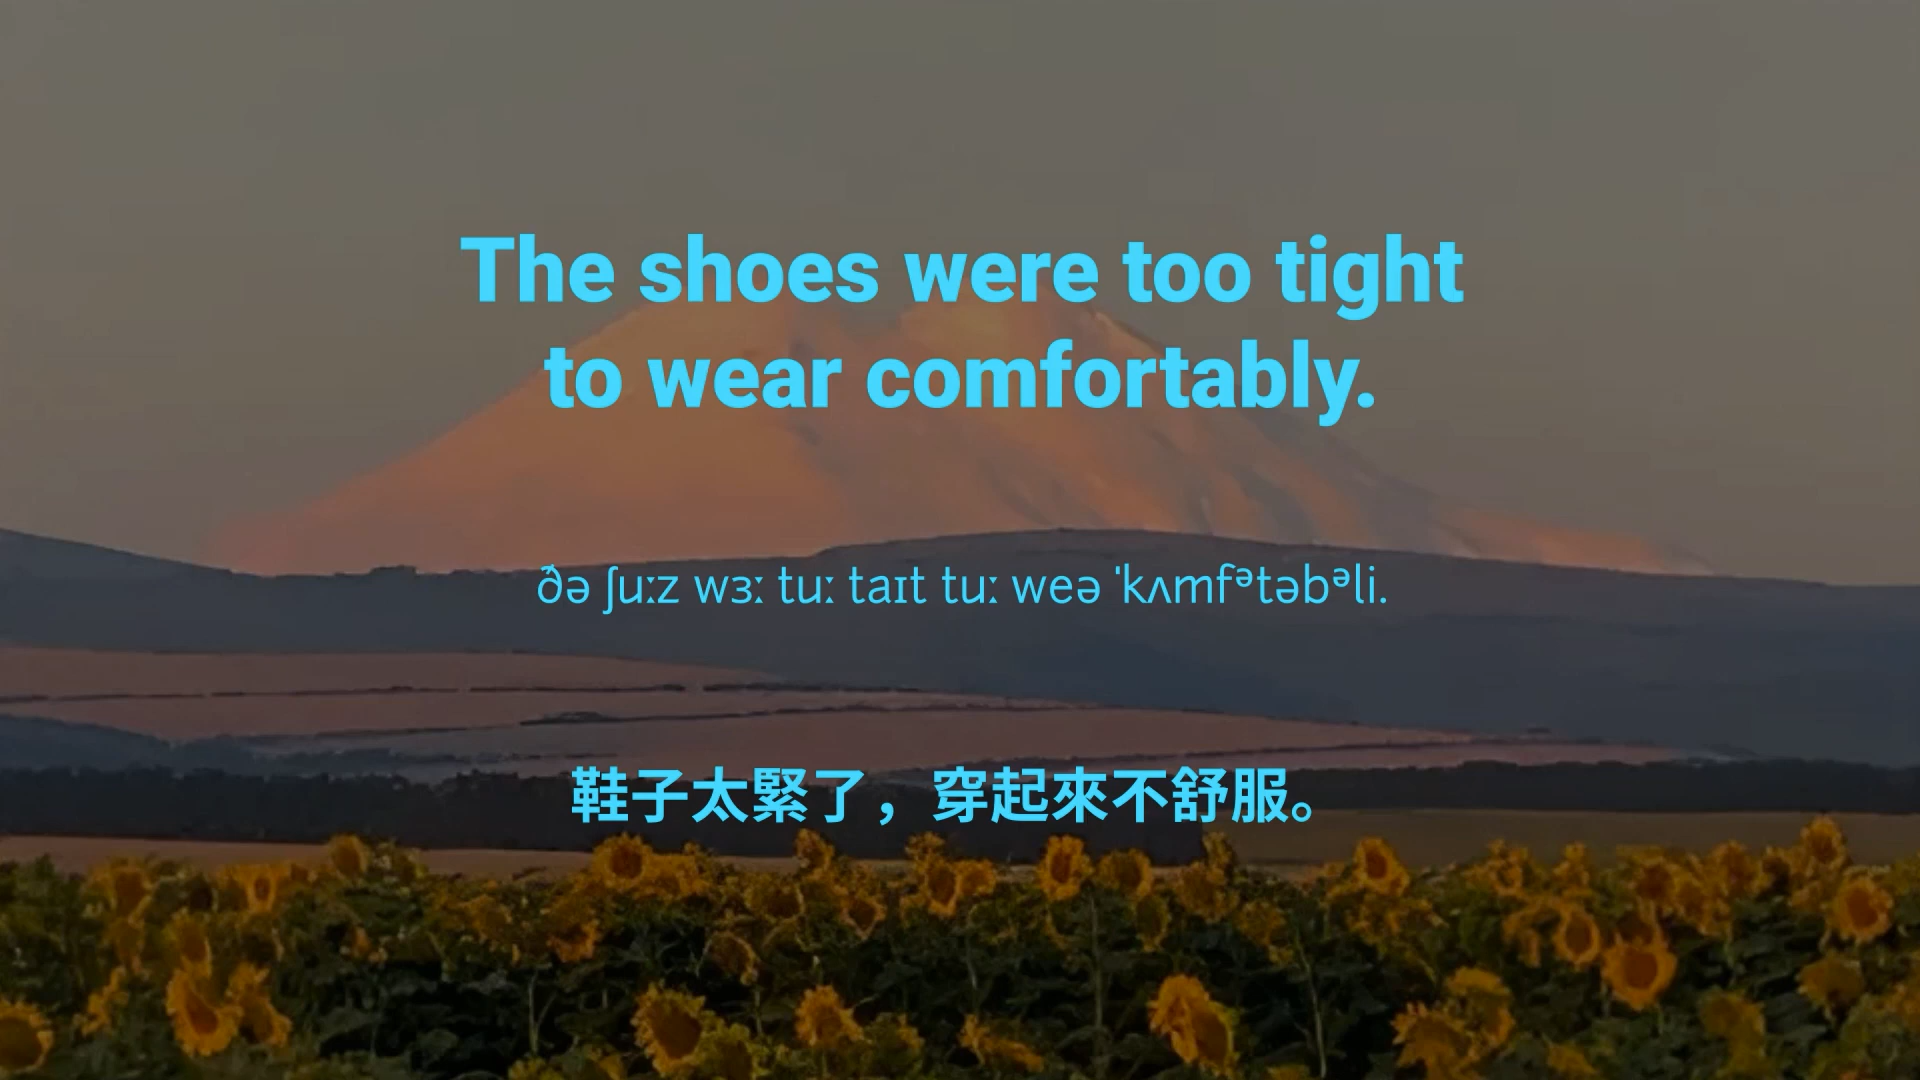 The shoes were too tight
to wear comfortably.
ðə ʃuːz wɜː tuː taɪt tuː weə ˈkʌmfᵊtəbᵊli.
鞋子太緊了，穿起來不舒服。